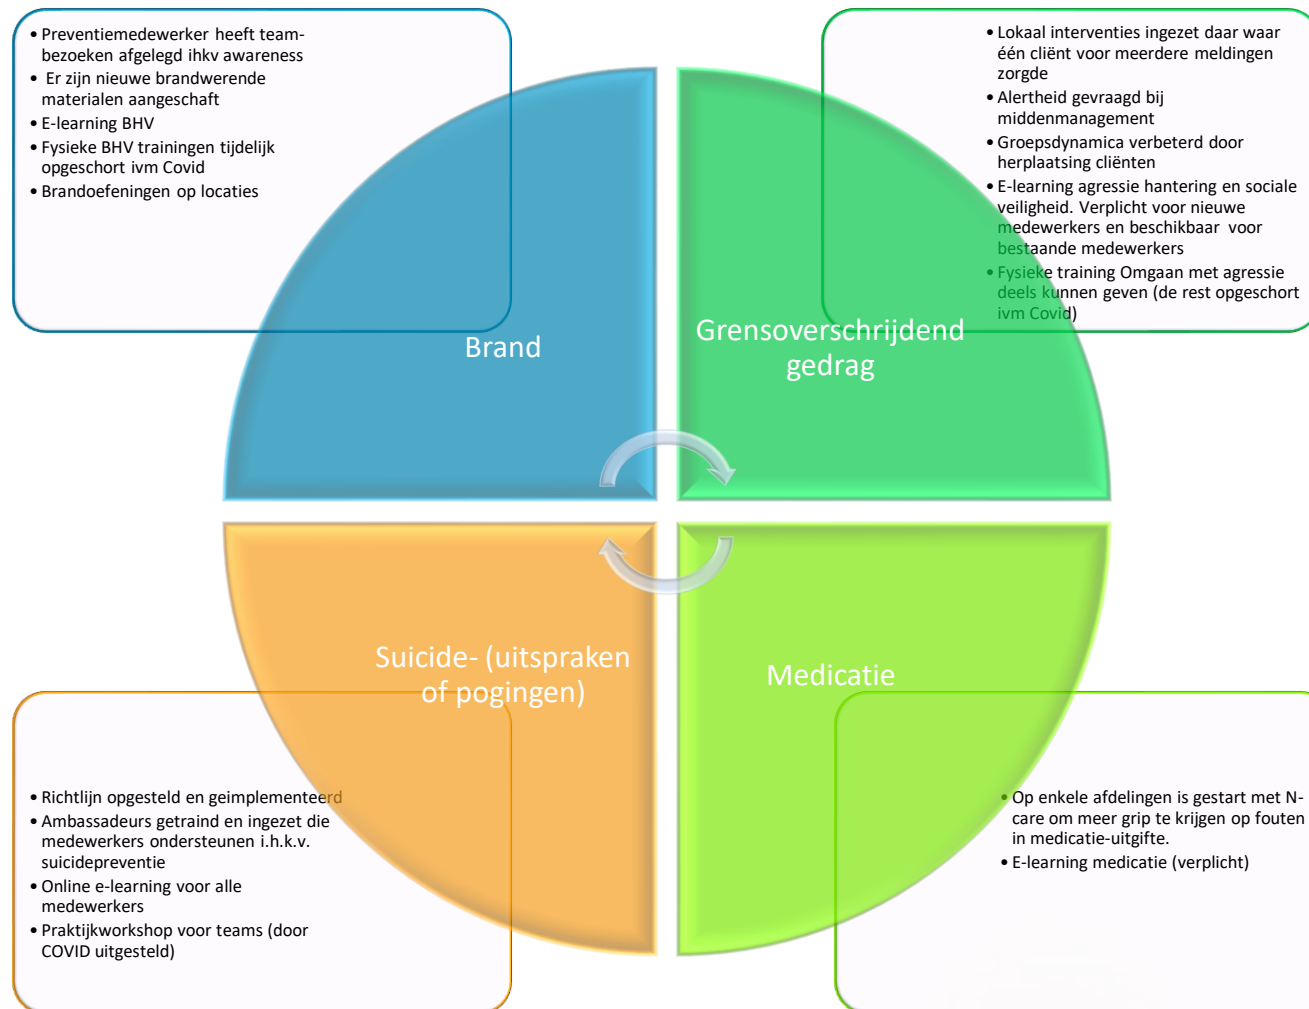 • Preventiemedewerker heeft team-
bezoeken afgelegd ihkv awareness
• Er zijn nieuwe brandwerende
materialen aangeschaft
• E-learning BHV
• Fysieke BHV trainingen tijdelijk
opgeschort ivm Covid
• Brandoefeningen op locaties
• Lokaal interventies ingezet daar waar
één cliënt voor meerdere meldingen
zorgde
• Alertheid gevraagd bij
middenmanagement
• Groepsdynamica verbeterd door
herplaatsing cliënten
• E-learning agressie hantering en sociale
veiligheid. Verplicht voor nieuwe
medewerkers en beschikbaar voor
bestaande medewerkers
• Fysieke training Omgaan met agressie
deels kunnen geven (de rest opgeschort
ivm Covid)
Brand
Grensoverschrijdend
gedrag
Suicide- (uitspraken
of pogingen)
Medicatie
• Richtlijn opgesteld en geimplementeerd
• Ambassadeurs getraind en ingezet die
medewerkers ondersteunen i.h.k.v.
suicidepreventie
• Online e-learning voor alle
medewerkers
• Praktijkworkshop voor teams (door
COVID uitgesteld)
• Op enkele afdelingen is gestart met N-
care om meer grip te krijgen op fouten
in medicatie-uitgifte.
• E-learning medicatie (verplicht)